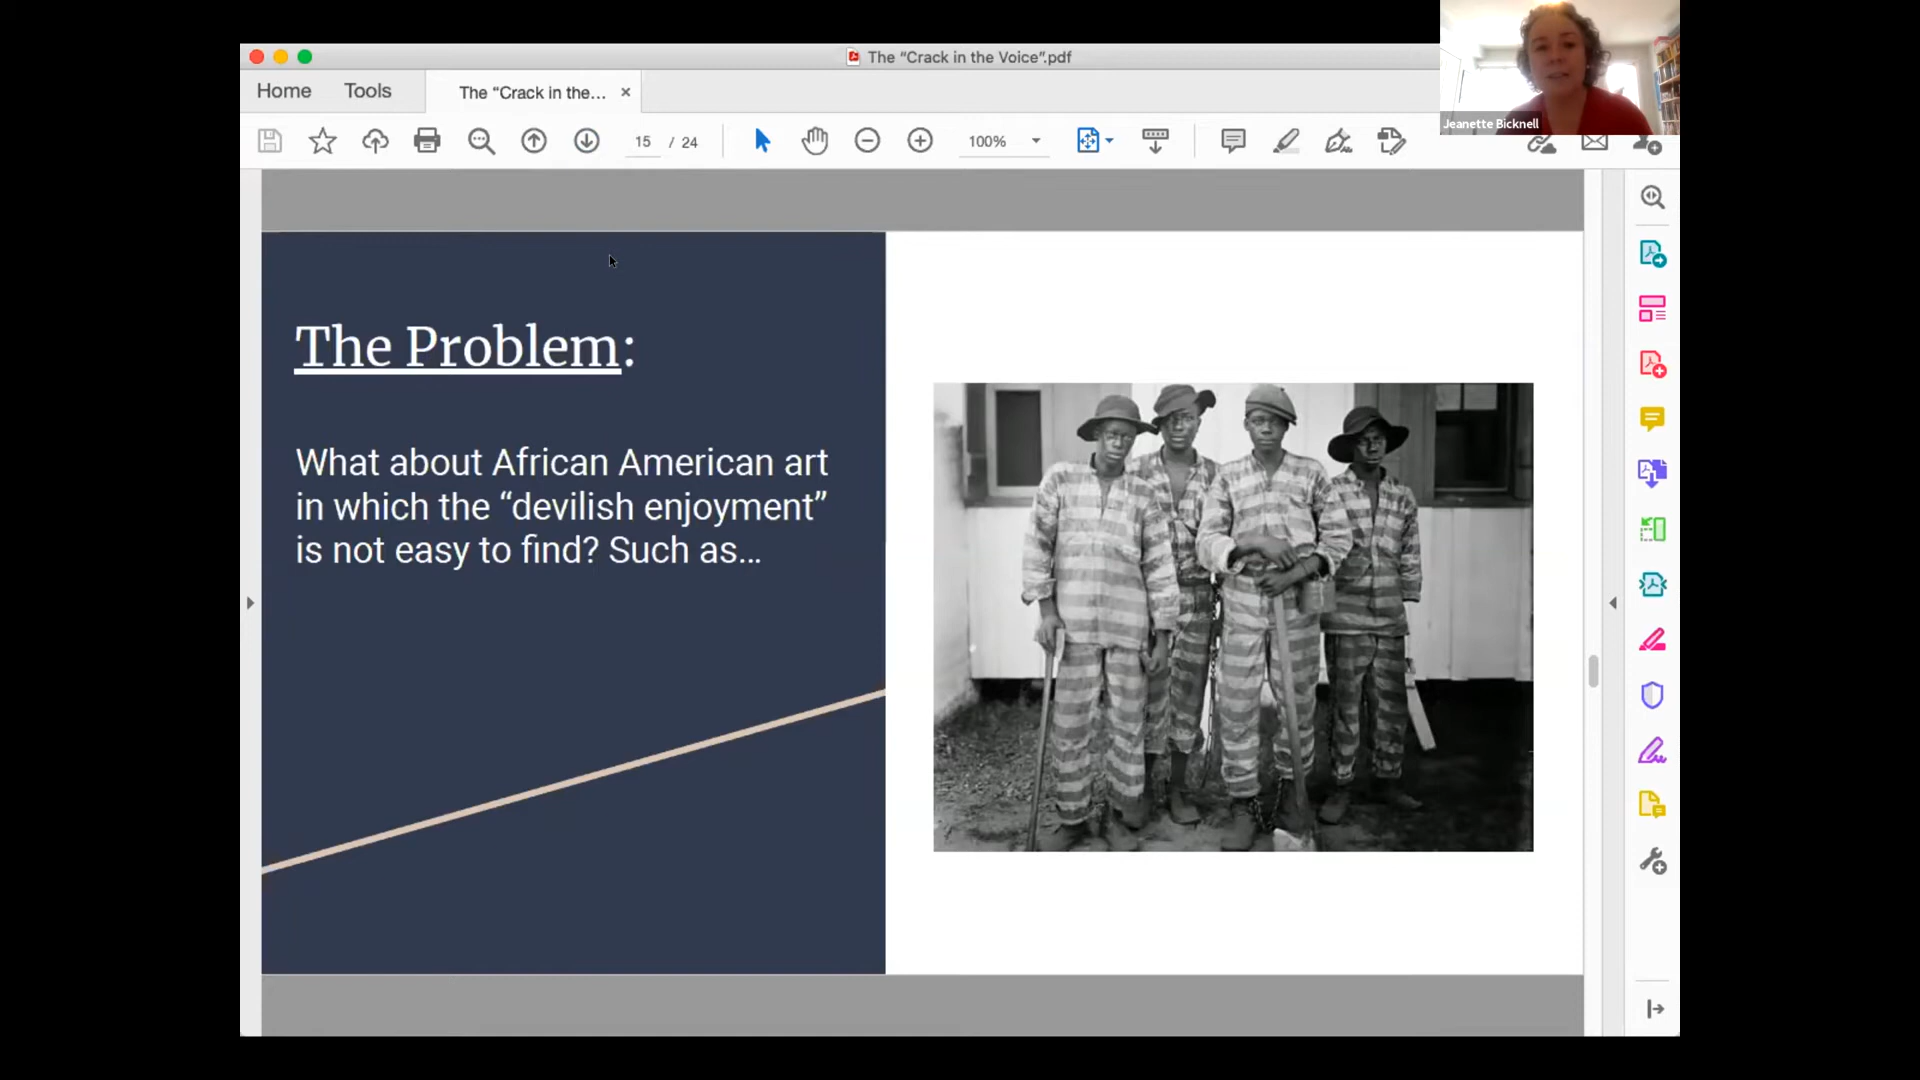 The “Crack in the Voice”.pdf
Home
Tools
The “Crack in the...
15 / 24
100%
Jeanette Bicknell
The Problem:
What about African American art
in which the “devilish enjoyment”
is not easy to find? Such as...